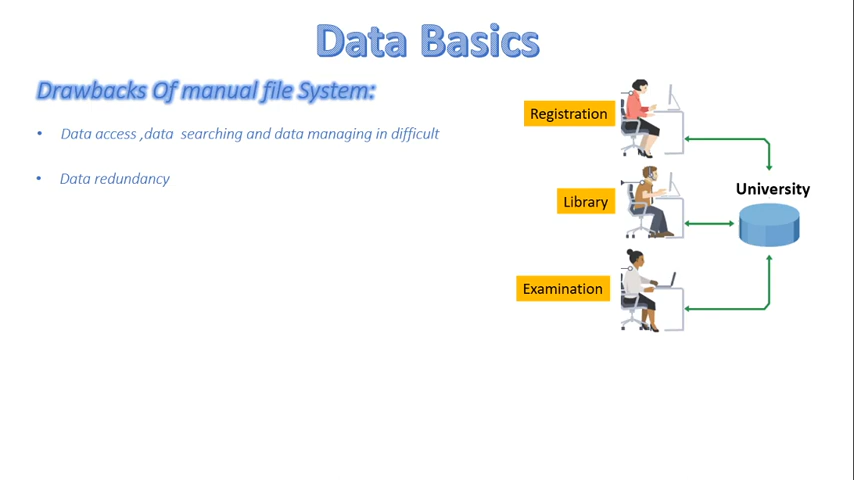 Data Basics
Drawbacks Of manual file System:
• Data access ,data searching and data managing in difficult
• Data redundancy
Registration
Library
University
Examination